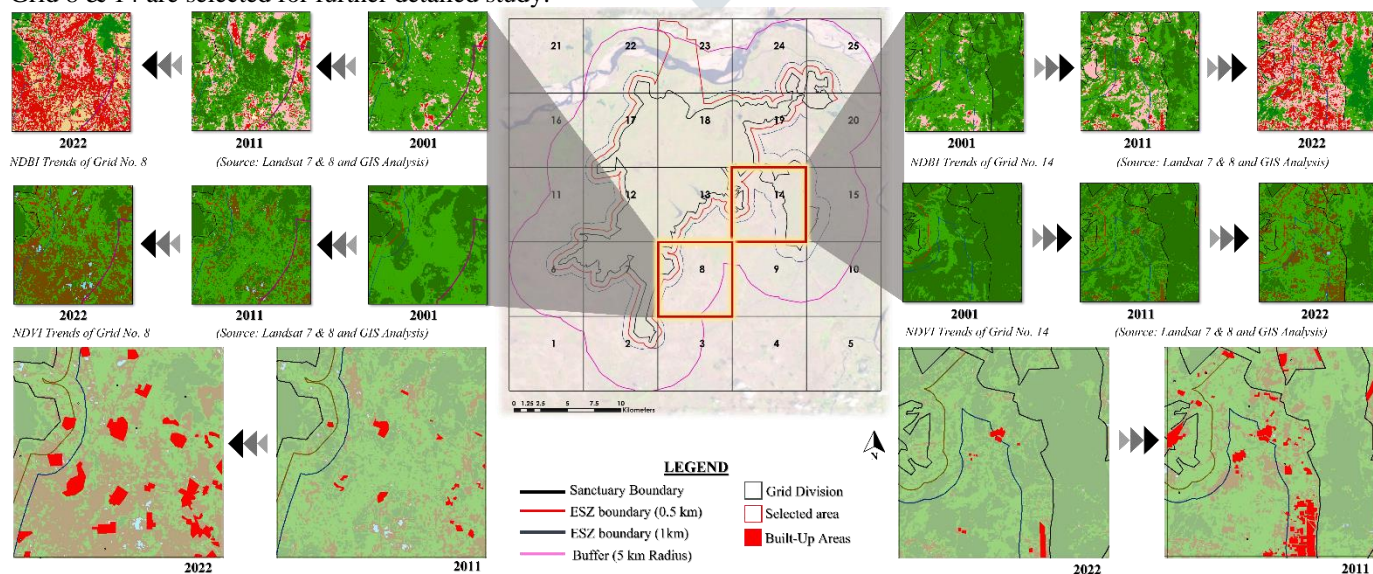 Grid 8 & 14 are selected for further detailed study.
2022
2011
2001
NDBI Trends of Grid No. 8
(Source: Landsat 7 & 8 and GIS Analysis)
2022
2011
2001
NDVI Trends of Grid No. 8
(Source: Landsat 7 & 8 and GIS Analysis)
2022
2011
21
22
23
24
25
16
17
18
19
20
11
12
13
14
15
6
7
8
9
10
1
2
3
4
5
0 1.25 2.5 5 7.5 10
Kilometers
N
LEGEND
Sanctuary Boundary
ESZ boundary (0.5 km)
ESZ boundary (1km)
Buffer (5 km Radius)
Grid Division
Selected area
Built-Up Areas
2001
2011
2022
NDBI Trends of Grid No. 14
(Source: Landsat 7 & 8 and GIS Analysis)
2001
2011
2022
NDVI Trends of Grid No. 14
(Source: Landsat 7 & 8 and GIS Analysis)
2022
2011